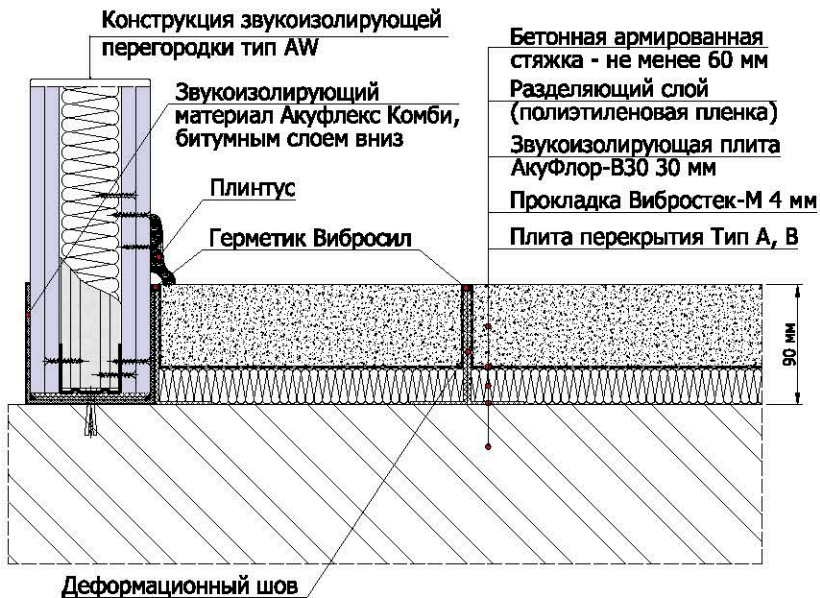 Конструкция звукоизолирующей
перегородки тип AW
Звукоизолирующий
материал Акуфлекс Комби,
битумным слоем вниз
Плинтус
Герметик Вибросил
Бетонная армированная
стяжка - не менее 60 мм
Разделяющий слой
(полиэтиленовая пленка)
Звукоизолирующая плита
АкуФлор-В30 30 мм
Прокладка Вибростек-М 4 мм
Плита перекрытия Тип А, В
90 мм
Деформационный шов